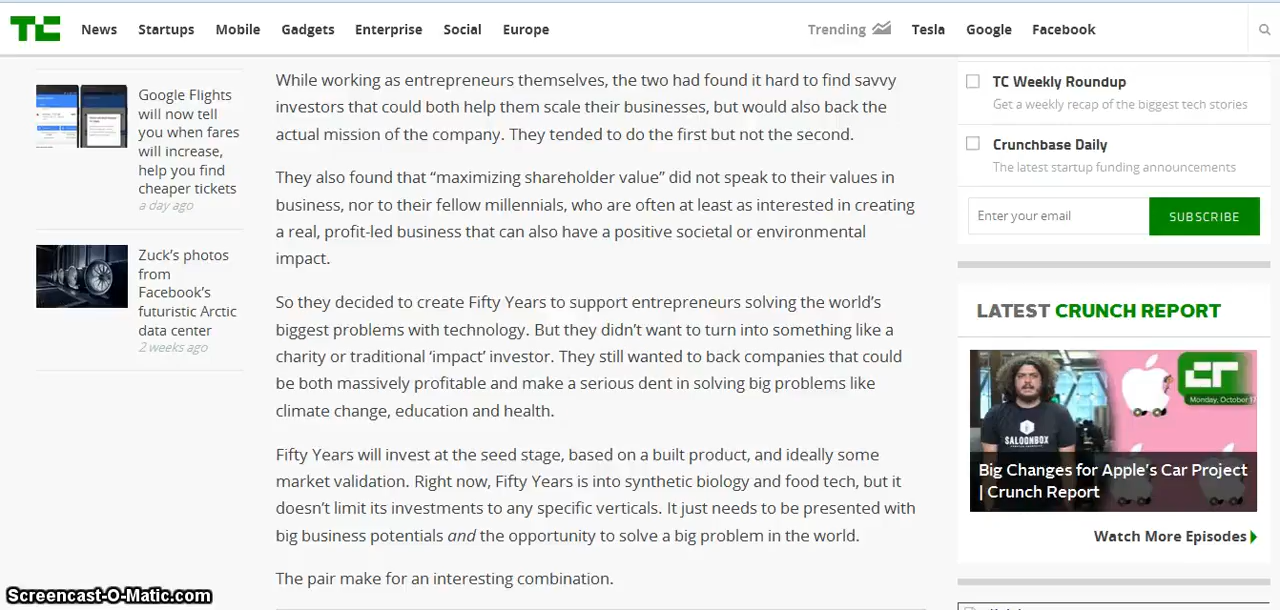 TC
News Startups Mobile Gadgets Enterprise Social Europe Trending Tesla Google Facebook
Google Flights
will now tell
you when fares
will increase,
help you find
cheaper tickets
a day ago
Zuck's photos
from
Facebook's
futuristic Arctic
data center
2 weeks ago
While working as entrepreneurs themselves, the two had found it hard to find savvy
investors that could both help them scale their businesses, but would also back the
actual mission of the company. They tended to do the first but not the second.
They also found that “maximizing shareholder value” did not speak to their values in
business, nor to their fellow millennials, who are often at least as interested in creating
a real, profit-led business that can also have a positive societal or environmental
impact.
So they decided to create Fifty Years to support entrepreneurs solving the world's
biggest problems with technology. But they didn't want to turn into something like a
charity or traditional ‘impact’ investor. They still wanted to back companies that could
be both massively profitable and make a serious dent in solving big problems like
climate change, education and health.
Fifty Years will invest at the seed stage, based on a built product, and ideally some
market validation. Right now, Fifty Years is into synthetic biology and food tech, but it
doesn't limit its investments to any specific verticals. It just needs to be presented with
big business potentials and the opportunity to solve a big problem in the world.
The pair make for an interesting combination.
TC Weekly Roundup
Get a weekly recap of the biggest tech stories
Crunchbase Daily
The latest startup funding announcements
Enter your email
SUBSCRIBE
LATEST CRUNCH REPORT
CR
Monday, October 17
SALOONBOX
Big Changes for Apple's Car Project
| Crunch Report
Watch More Episodes
Screencast-O-Matic.com